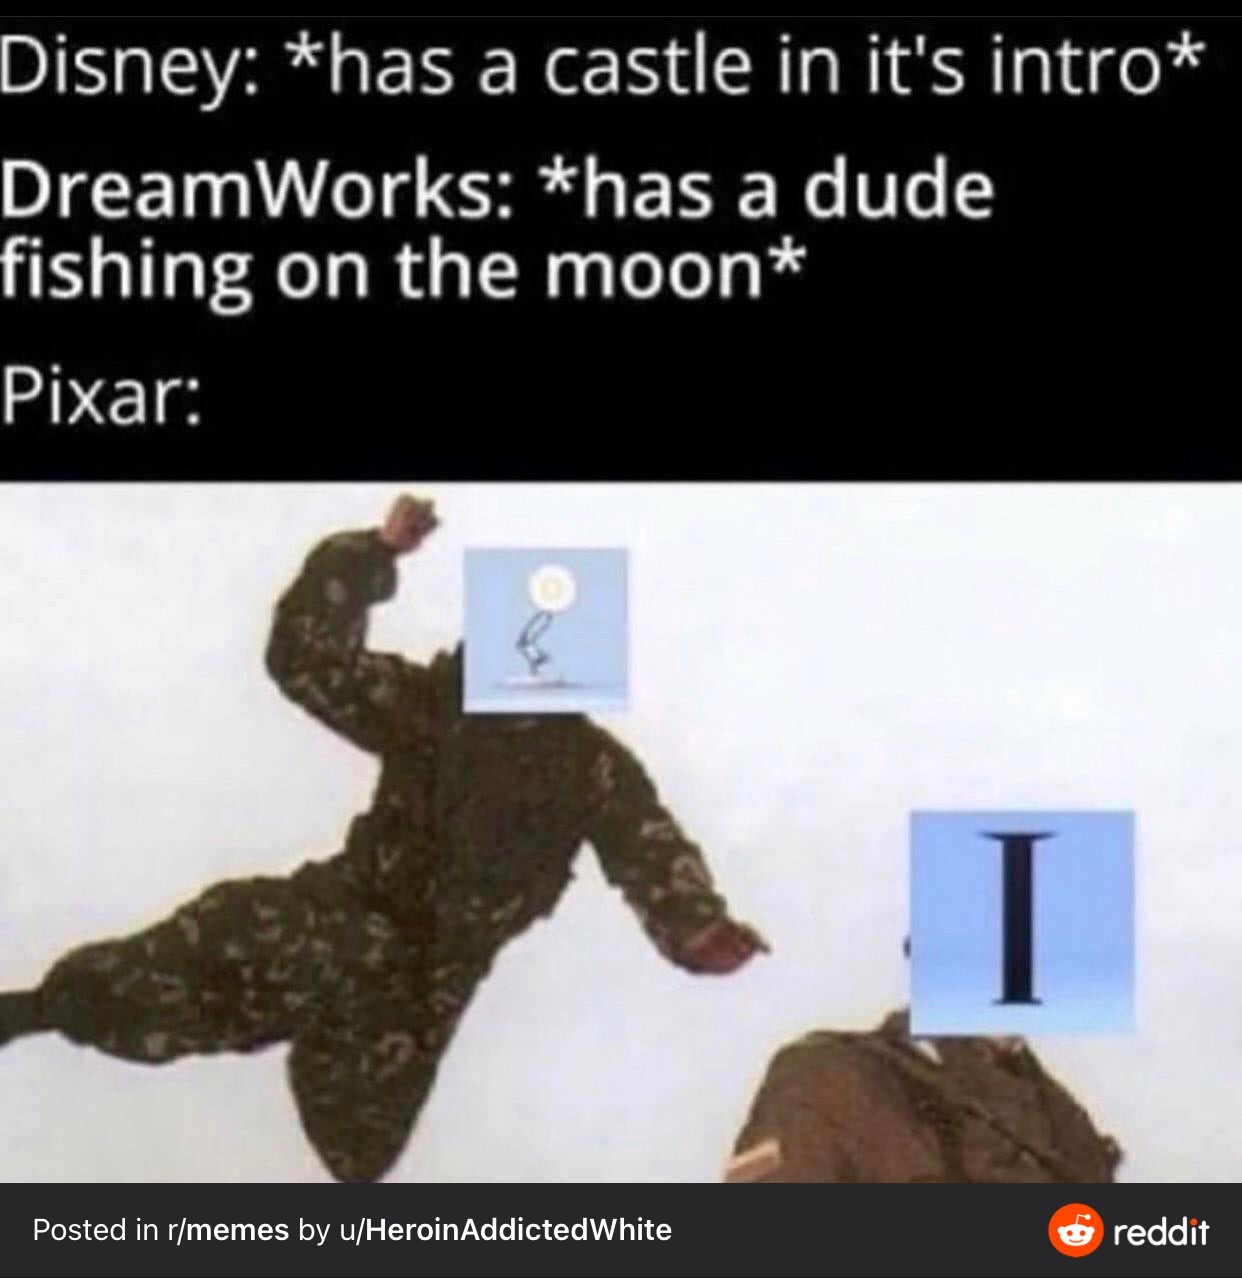 Disney: *has a castle in it's intro*
DreamWorks: *has a dude
fishing on the moon*
Pixar:
I
Posted in r/memes by u/HeroinAddictedWhite
reddit